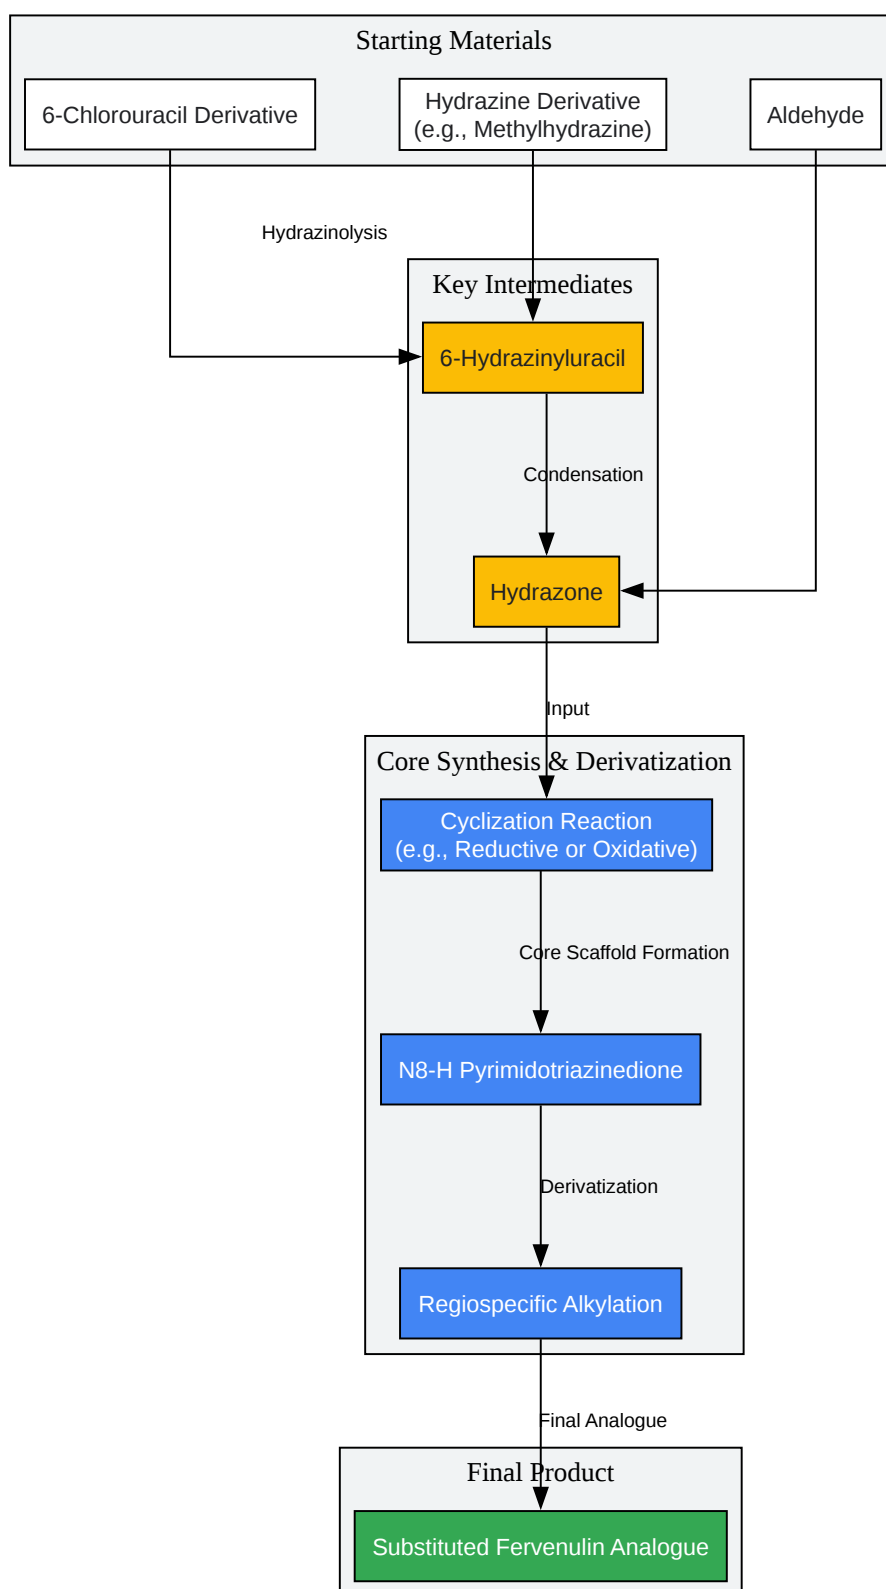 Starting Materials
6-Chlorouracil Derivative
Hydrazine Derivative
(e.g., Methylhydrazine)
Aldehyde
Hydrazinolysis
Key Intermediates
6-Hydrazinyluracil
Condensation
Hydrazone
Input
Core Synthesis & Derivatization
Cyclization Reaction
(e.g., Reductive or Oxidative)
Core Scaffold Formation
N8-H Pyrimidotriazinedione
Derivatization
Regiospecific Alkylation
Final Analogue
Final Product
Substituted Fervenulin Analogue